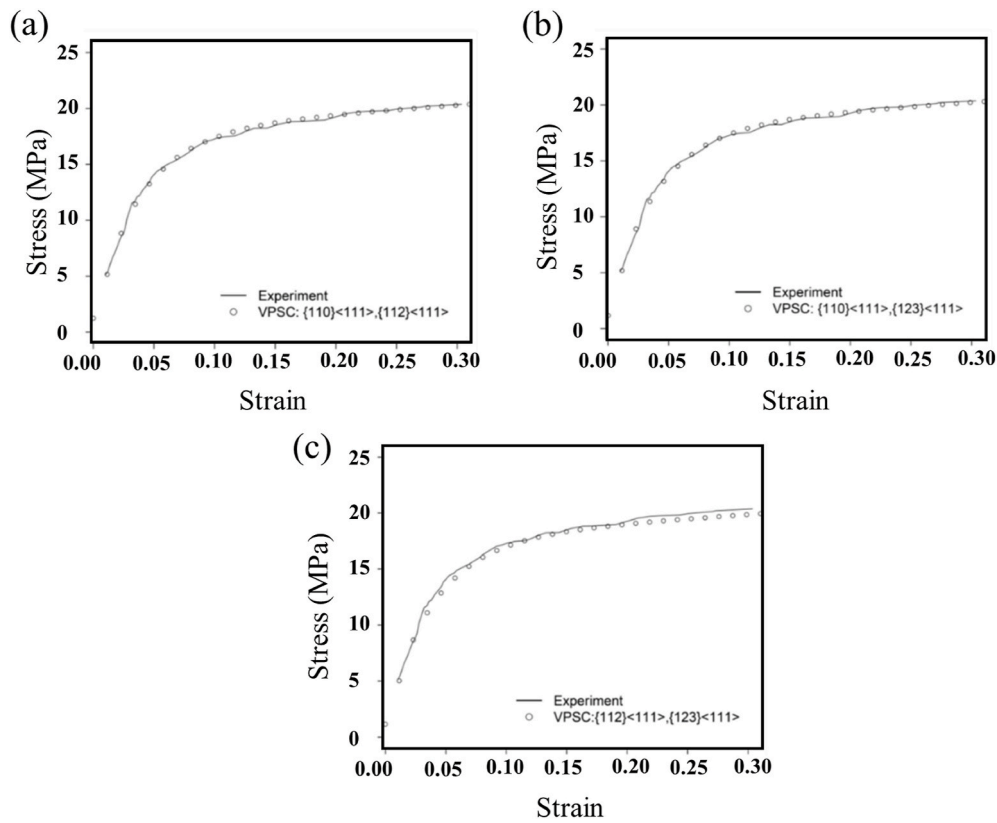 (a)
25
20
15
10
5
0
Stress (MPa)
Experiment
VPSC: {110}<111>,{112}<111>
0.00 0.05 0.10 0.15 0.20 0.25 0.30
Strain
(b)
25
20
15
10
5
0
Stress (MPa)
Experiment
VPSC: {110}<111>,{123}<111>
0.00 0.05 0.10 0.15 0.20 0.25 0.30
Strain
(c)
25
20
15
10
5
0
Stress (MPa)
Experiment
VPSC:{112}<111>,{123}<111>
0.00 0.05 0.10 0.15 0.20 0.25 0.30
Strain